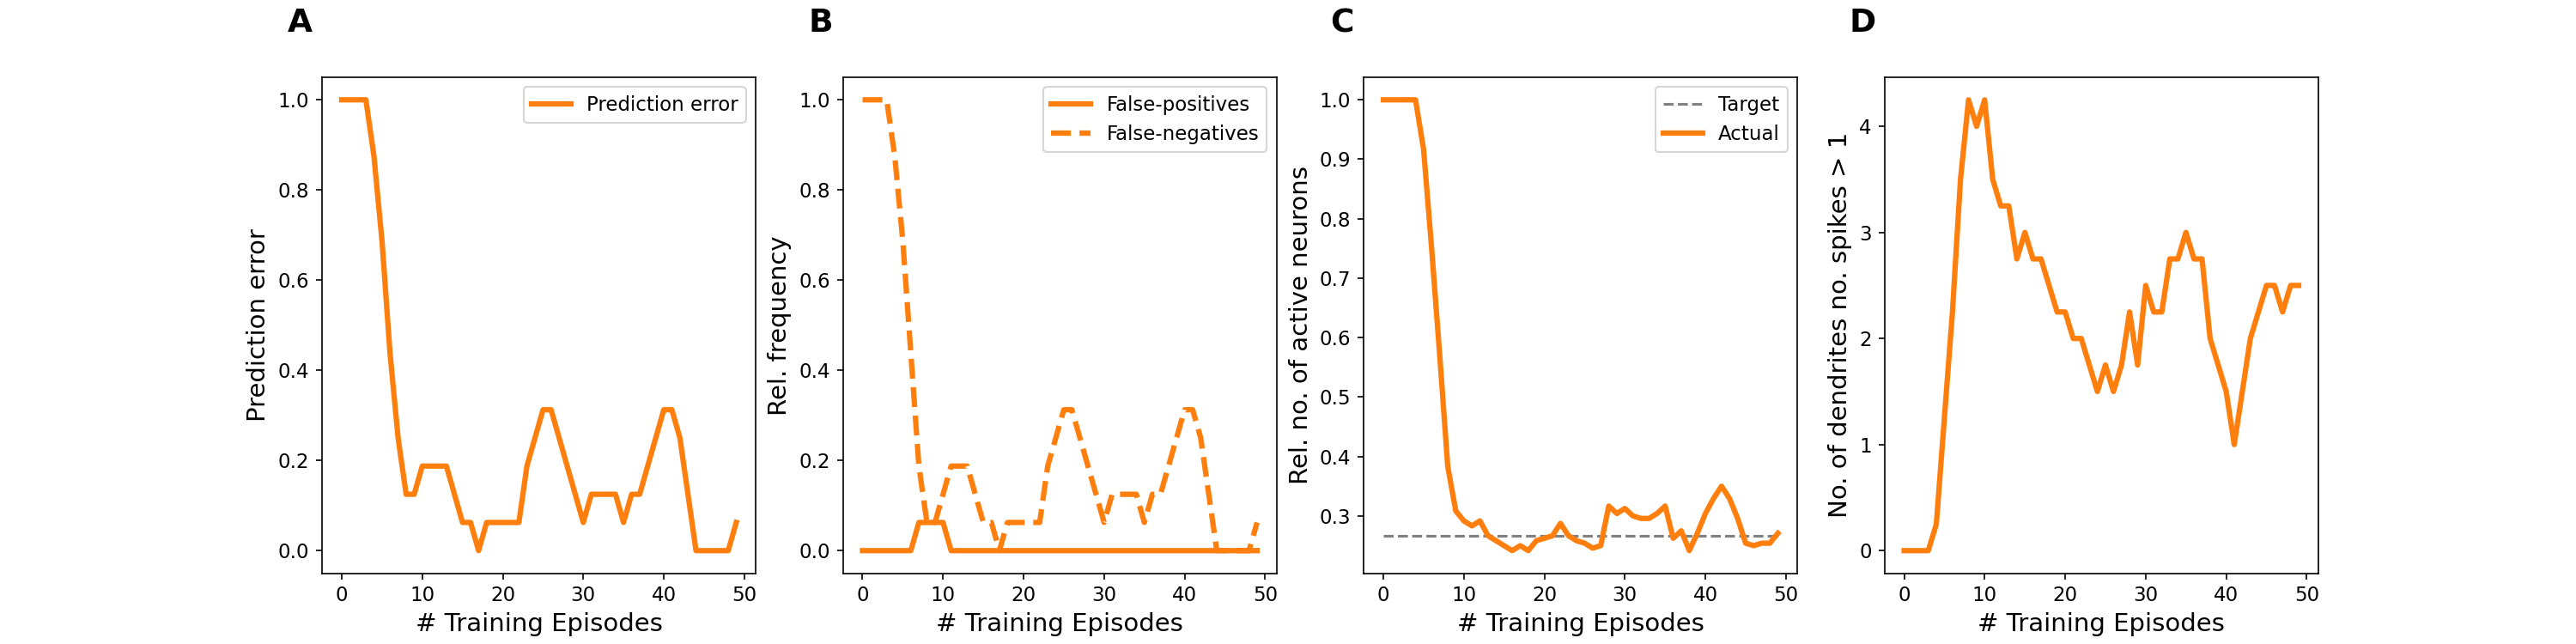 A
B
C
D
Prediction error
1.0
0.8
0.6
0.4
0.2
0.0
0
10
20
30
40
50
# Training Episodes
Prediction error
Rel. frequency
1.0
0.8
0.6
0.4
0.2
0.0
0
10
20
30
40
50
# Training Episodes
False-positives
False-negatives
Rel. no. of active neurons
1.0
0.9
0.8
0.7
0.6
0.5
0.4
0.3
0
10
20
30
40
50
# Training Episodes
Target
Actual
No. of dendrites no. spikes > 1
4
3
2
1
0
0
10
20
30
40
50
# Training Episodes